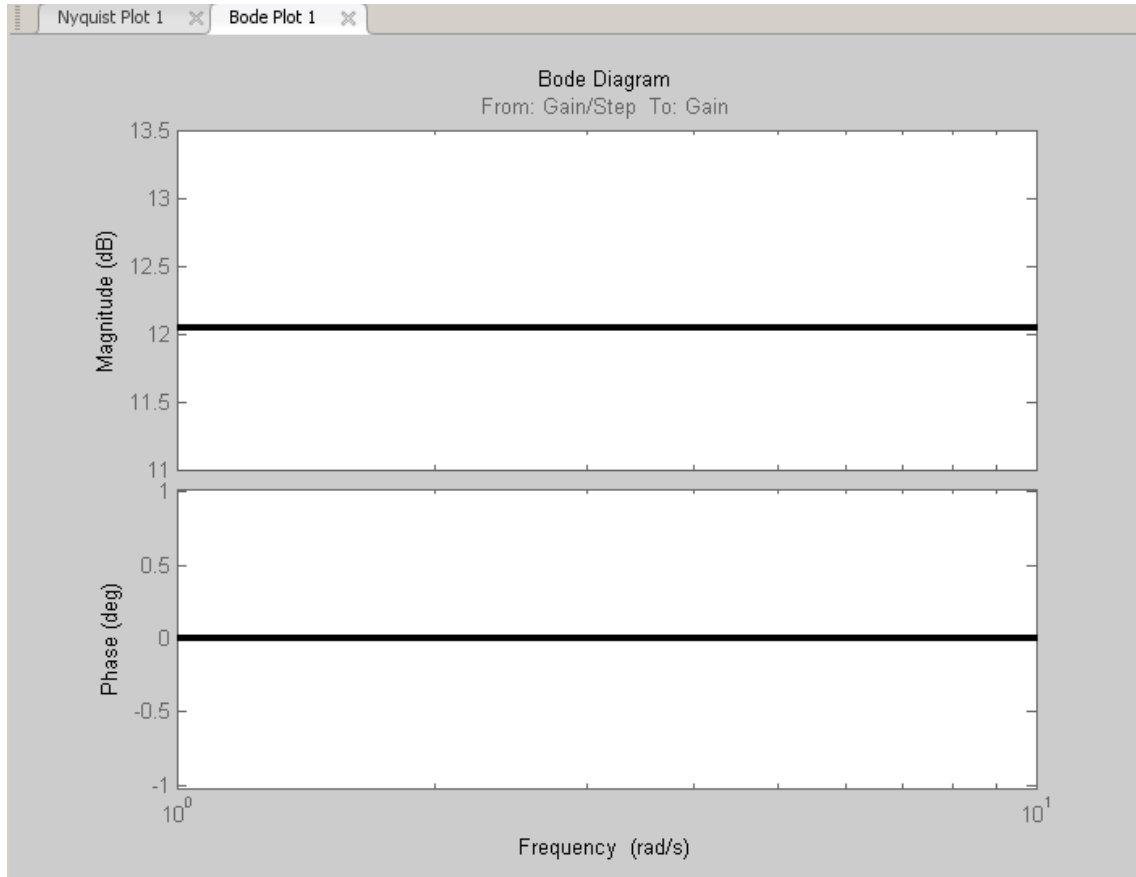 Nyquist Plot 1
Bode Plot 1
Bode Diagram
From: Gain/Step To: Gain
Magnitude (dB)
13.5
13
12.5
12
11.5
11
Phase (deg)
1
0.5
0
-0.5
-1
10^0
10^1
Frequency (rad/s)